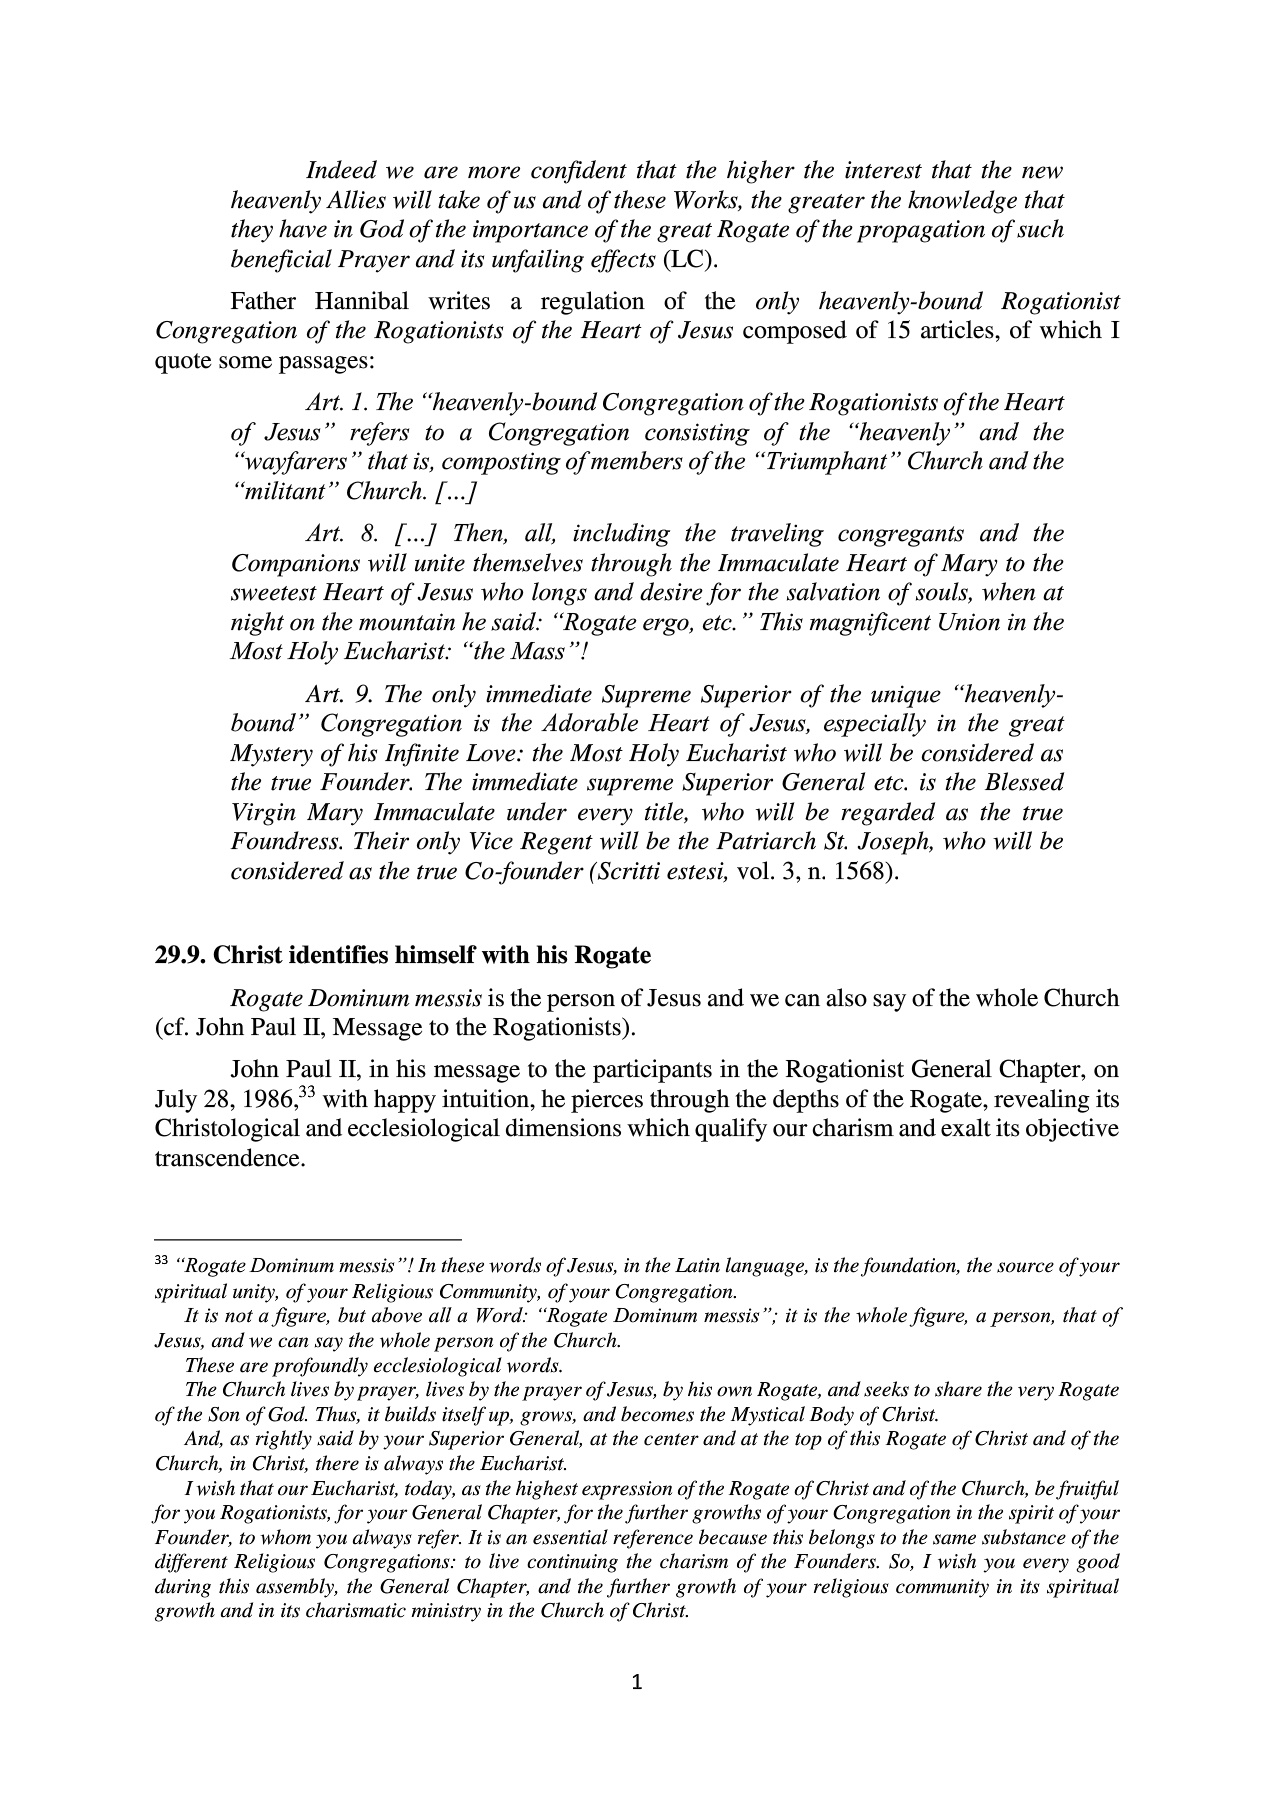 Indeed we are more confident that the higher the interest that the new
heavenly Allies will take of us and of these Works, the greater the knowledge that
they have in God of the importance of the great Rogate of the propagation of such
beneficial Prayer and its unfailing effects (LC).
Father Hannibal writes a regulation of the only heavenly-bound Rogationist
Congregation of the Rogationists of the Heart of Jesus composed of 15 articles, of which I
quote some passages:
Art. 1. The “heavenly-bound Congregation of the Rogationists of the Heart
of Jesus” refers to a Congregation consisting of the “heavenly” and the
“wayfarers” that is, composting of members of the “Triumphant” Church and the
“militant” Church. [...]
Art. 8. [...] Then, all, including the traveling congregants and the
Companions will unite themselves through the Immaculate Heart of Mary to the
sweetest Heart of Jesus who longs and desire for the salvation of souls, when at
night on the mountain he said: “Rogate ergo, etc.” This magnificent Union in the
Most Holy Eucharist: “the Mass”!
Art. 9. The only immediate Supreme Superior of the unique “heavenly-
bound” Congregation is the Adorable Heart of Jesus, especially in the great
Mystery of his Infinite Love: the Most Holy Eucharist who will be considered as
the true Founder. The immediate supreme Superior General etc. is the Blessed
Virgin Mary Immaculate under every title, who will be regarded as the true
Foundress. Their only Vice Regent will be the Patriarch St. Joseph, who will be
considered as the true Co-founder (Scritti estesi, vol. 3, n. 1568).
29.9. Christ identifies himself with his Rogate
Rogate Dominum messis is the person of Jesus and we can also say of the whole Church
(cf. John Paul II, Message to the Rogationists).
John Paul II, in his message to the participants in the Rogationist General Chapter, on
July 28, 1986,33 with happy intuition, he pierces through the depths of the Rogate, revealing its
Christological and ecclesiological dimensions which qualify our charism and exalt its objective
transcendence.
33 “Rogate Dominum messis”! In these words of Jesus, in the Latin language, is the foundation, the source of your
spiritual unity, of your Religious Community, of your Congregation.
It is not a figure, but above all a Word: “Rogate Dominum messis”; it is the whole figure, a person, that of
Jesus, and we can say the whole person of the Church.
These are profoundly ecclesiological words.
The Church lives by prayer, lives by the prayer of Jesus, by his own Rogate, and seeks to share the very Rogate
of the Son of God. Thus, it builds itself up, grows, and becomes the Mystical Body of Christ.
And, as rightly said by your Superior General, at the center and at the top of this Rogate of Christ and of the
Church, in Christ, there is always the Eucharist.
I wish that our Eucharist, today, as the highest expression of the Rogate of Christ and of the Church, be fruitful
for you Rogationists, for your General Chapter, for the further growths of your Congregation in the spirit of your
Founder, to whom you always refer. It is an essential reference because this belongs to the same substance of the
different Religious Congregations: to live continuing the charism of the Founders. So, I wish you every good
during this assembly, the General Chapter, and the further growth of your religious community in its spiritual
growth and in its charismatic ministry in the Church of Christ.
1